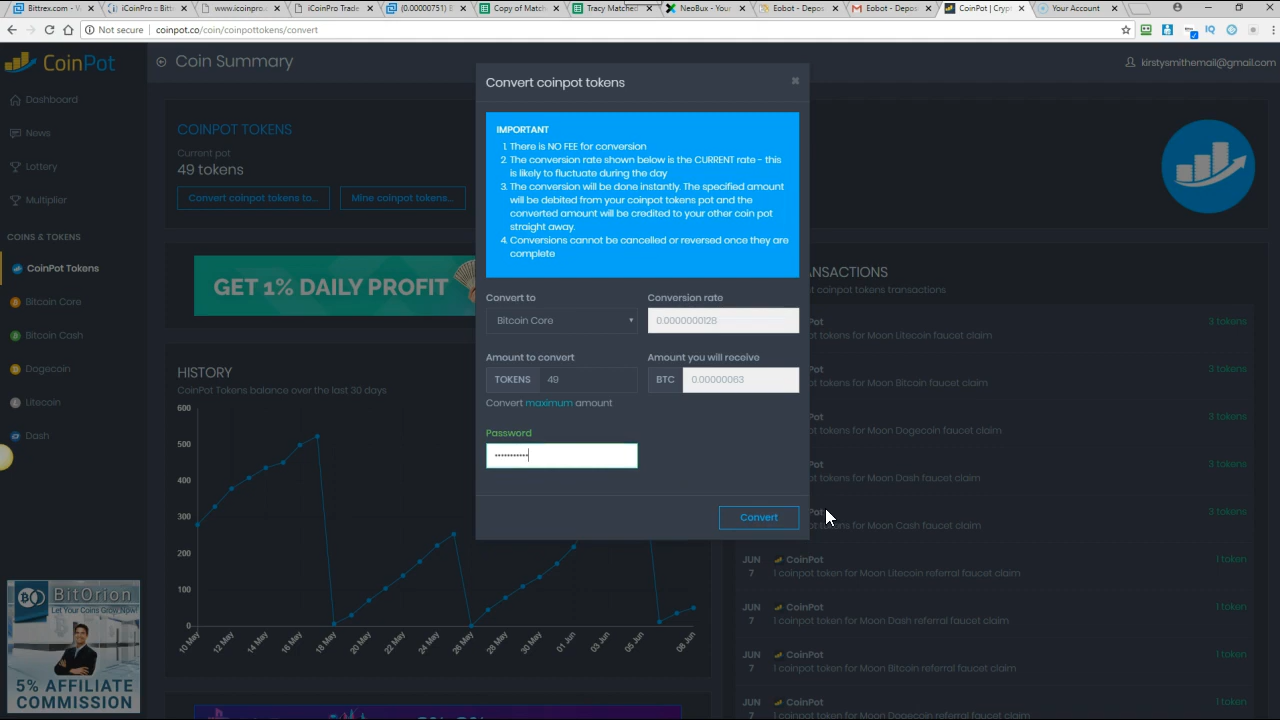 Bittrex.com - V
iCoinPro :: Bitt
www.icoinpro.c
iCoinPro Trade
(0.00000751) E
Copy of Match
Tracy Matched
NeoBux - Your
Eobot - Depos
Eobot - Deposi
CoinPot | Crypt
Your Account
Not secure
coinpot.co/coin/coinpottokens/convert
CoinPot
Coin Summary
kirstysmithemail@gmail.com
Dashboard
News
Lottery
Multiplier
COINS & TOKENS
CoinPot Tokens
Bitcoin Core
Bitcoin Cash
Dogecoin
Litecoin
Dash
BitOrion
Let Your Coins Grow Now!
5% AFFILIATE
COMMISSION
COINPOT TOKENS
Current pot
49 tokens
Convert coinpot tokens to...
Mine coinpot tokens...
GET 1% DAILY PROFIT
HISTORY
CoinPot Tokens balance over the last 30 days
600
500
400
300
200
100
0
10 May
12 May
14 May
16 May
18 May
20 May
22 May
24 May
26 May
28 May
30 May
01 Jun
03 Jun
05 Jun
08 Jun
Convert coinpot tokens
IMPORTANT
1. There is NO FEE for conversion
2. The conversion rate shown below is the CURRENT rate - this
is likely to fluctuate during the day
3. The conversion will be done instantly. The specified amount
will be debited from your coinpot tokens pot and the
converted amount will be credited to your other coin pot
straight away.
4. Conversions cannot be cancelled or reversed once they are
complete
Convert to
Conversion rate
Bitcoin Core
0.0000000128
Amount to convert
Amount you will receive
TOKENS 49
BTC 0.00000063
Convert maximum amount
Password
Convert
ANSACTIONS
coinpot tokens transactions
Pot
3 tokens
tokens for Moon Litecoin faucet claim
Pot
3 tokens
tokens for Moon Bitcoin faucet claim
Pot
3 tokens
tokens for Moon Dogecoin faucet claim
Pot
3 tokens
tokens for Moon Dash faucet claim
Pot
3 tokens
tokens for Moon Cash faucet claim
JUN
7
CoinPot
1 token
1 coinpot token for Moon Litecoin referral faucet claim
JUN
7
CoinPot
1 token
1 coinpot token for Moon Dash referral faucet claim
JUN
7
CoinPot
1 token
1 coinpot token for Moon Bitcoin referral faucet claim
JUN
7
CoinPot
1 token
1 coinpot token for Moon Dogecoin referral faucet claim